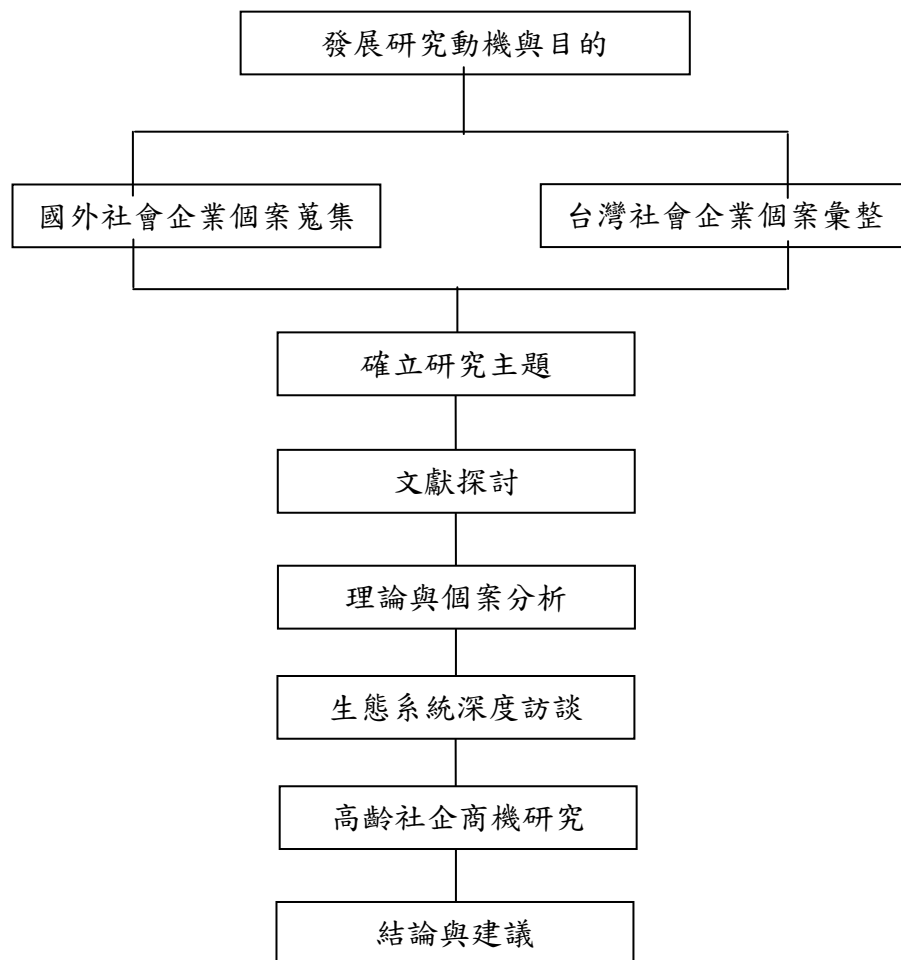 發展研究動機與目的
國外社會企業個案蒐集
台灣社會企業個案彙整
確立研究主題
文獻探討
理論與個案分析
生態系統深度訪談
高齡社企商機研究
結論與建議